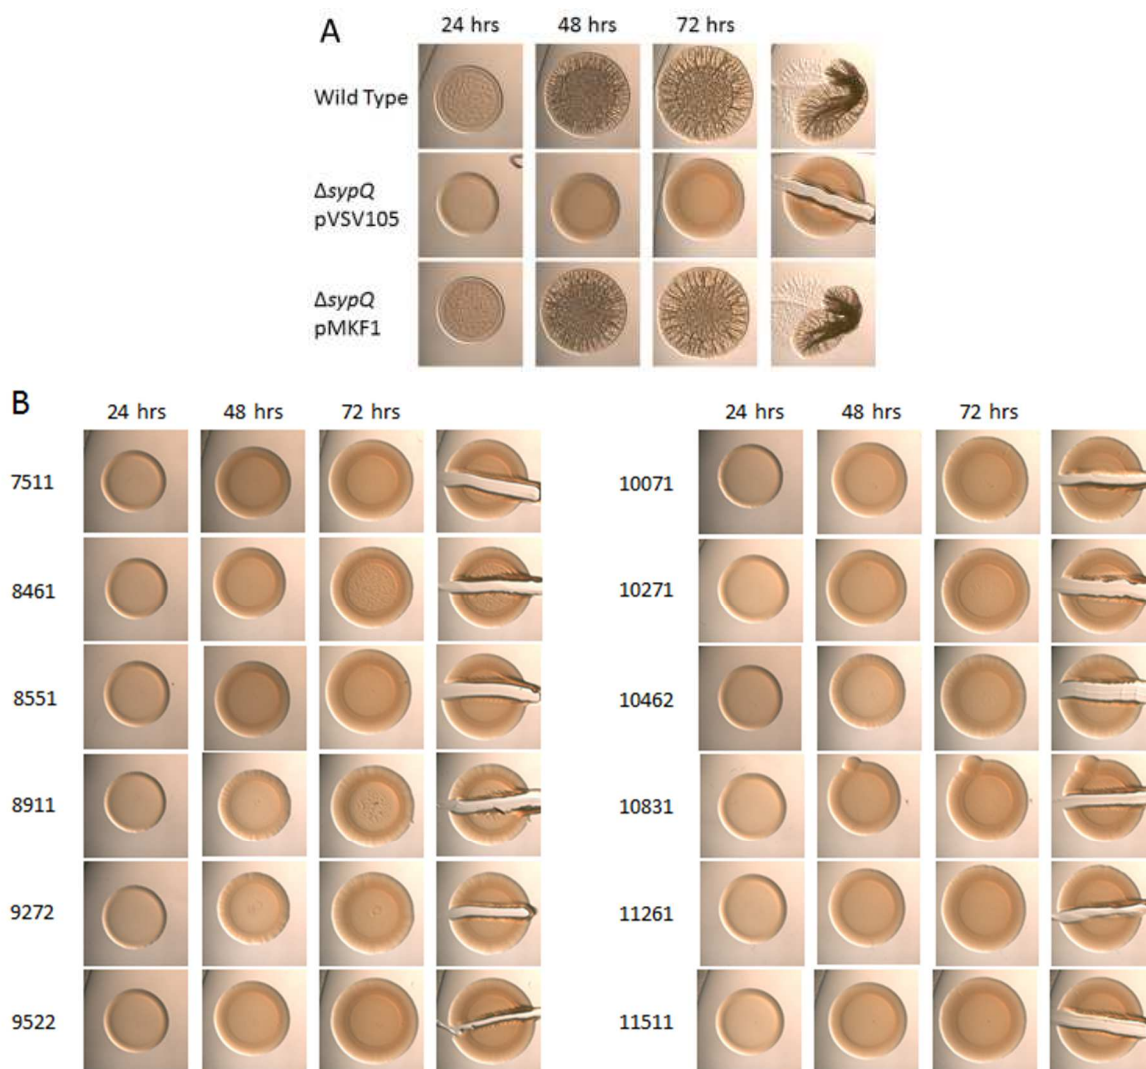 A
24 hrs 48 hrs 72 hrs
Wild Type
ΔsypQ
pVSV105
ΔsypQ
pMKF1
B
24 hrs 48 hrs 72 hrs
7511
8461
8551
8911
9272
9522
24 hrs 48 hrs 72 hrs
10071
10271
10462
10831
11261
11511